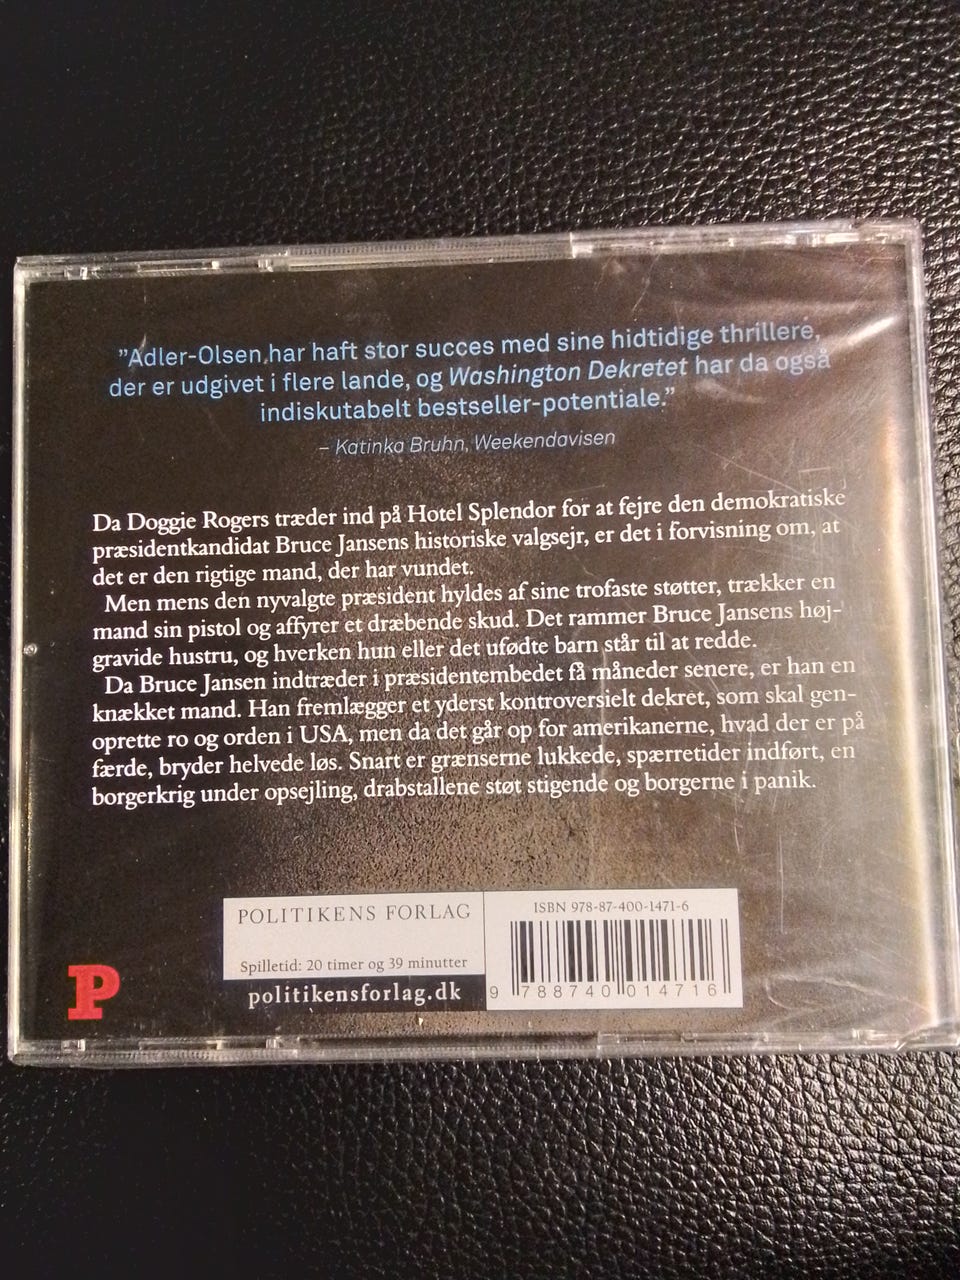 ”Adler-Olsen har haft stor succes med sine hidtidige thrillere,
der er udgivet i flere lande, og Washington Dekretet har da også
indiskutabelt bestseller-potentiale.”
– Katinka Bruhn, Weekendavisen
Da Doggie Rogers træder ind på Hotel Splendor for at fejre den demokratiske
præsidentkandidat Bruce Jansens historiske valgsejr, er det i forvisning om, at
det er den rigtige mand, der har vundet.
Men mens den nyvalgte præsident hyldes af sine trofaste støtter, trækker en
mand sin pistol og affyrer et dræbende skud. Det rammer Bruce Jansens høj-
gravide hustru, og hverken hun eller det ufødte barn står til at redde.
Da Bruce Jansen indtræder i præsidentembedet få måneder senere, er han en
knækket mand. Han fremlægger et yderst kontroversielt dekret, som skal gen-
oprette ro og orden i USA, men da det går op for amerikanerne, hvad der er på
færde, bryder helvede løs. Snart er grænserne lukkede, spærretider indført, en
borgerkrig under opsejling, drabstallene støt stigende og borgerne i panik.
POLITIKENS FORLAG
Spilletid: 20 timer og 39 minutter
politikensforlag.dk
ISBN 978-87-400-1471-6
9 788740 014716
P